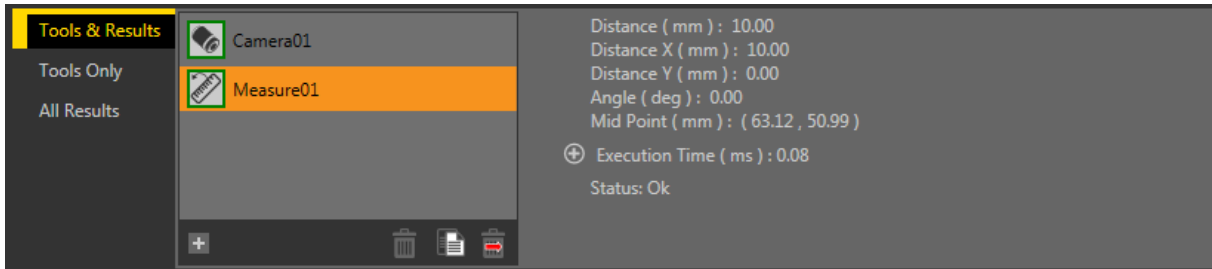 Tools & Results
Tools Only
All Results
Camera01
Measure01
Distance ( mm ) :  10.00
Distance X ( mm ) :  10.00
Distance Y ( mm ) :  0.00
Angle ( deg ) :  0.00
Mid Point ( mm ) :  ( 63.12 , 50.99 )
Execution Time ( ms ) : 0.08
Status: Ok